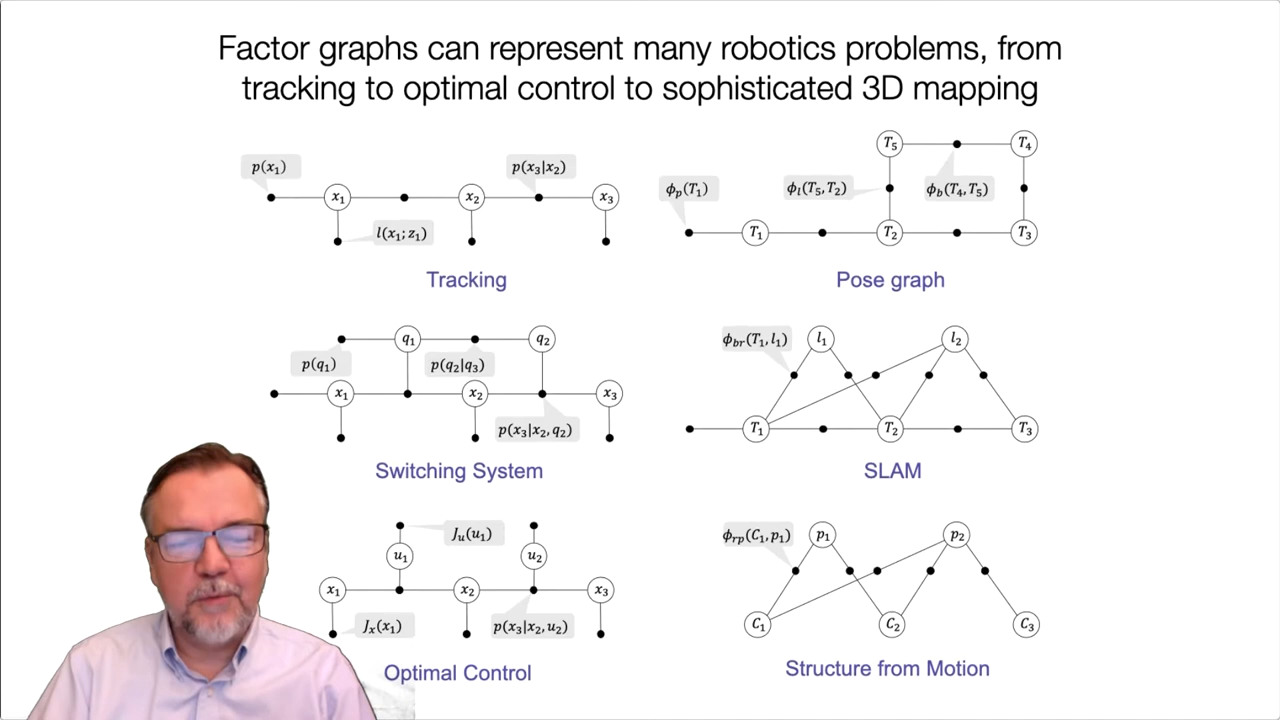 Factor graphs can represent many robotics problems, from
tracking to optimal control to sophisticated 3D mapping
p(x₁)
p(x₃|x₂)
x₁
x₂
x₃
l(x₁; z₁)
Tracking
T₅
T₄
ϕₚ(T₁)
ϕₗ(T₅, T₂)
ϕ_b(T₄, T₅)
T₁
T₂
T₃
Pose graph
q₁
q₂
p(q₁)
p(q₂|q₃)
x₁
x₂
x₃
p(x₃|x₂, q₂)
Switching System
ϕ_br(T₁, l₁)
l₁
l₂
T₁
T₂
T₃
SLAM
J_u(u₁)
u₁
u₂
x₁
x₂
x₃
Jₓ(x₁)
p(x₃|x₂, u₂)
Optimal Control
ϕ_rp(C₁, p₁)
p₁
p₂
C₁
C₂
C₃
Structure from Motion